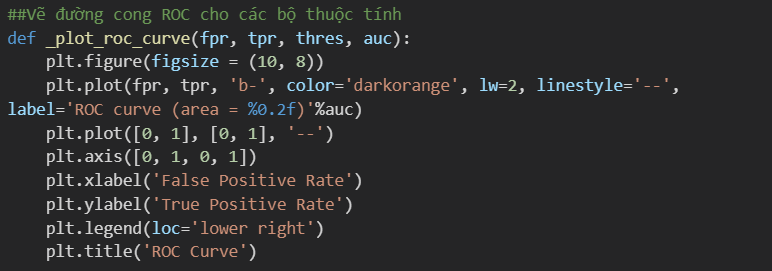 ##Vẽ đường cong ROC cho các bộ thuộc tính
def _plot_roc_curve(fpr, tpr, thres, auc):
    plt.figure(figsize = (10, 8))
    plt.plot(fpr, tpr, 'b-', color='darkorange', lw=2, linestyle='--',
label='ROC curve (area = %0.2f)'%auc)
    plt.plot([0, 1], [0, 1], '--')
    plt.axis([0, 1, 0, 1])
    plt.xlabel('False Positive Rate')
    plt.ylabel('True Positive Rate')
    plt.legend(loc='lower right')
    plt.title('ROC Curve')